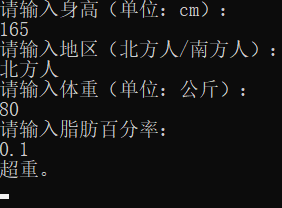 请输入身高（单位：cm）：
165
请输入地区（北方人/南方人）：
北方人
请输入体重（单位：公斤）：
80
请输入脂肪百分率：
0.1
超重。